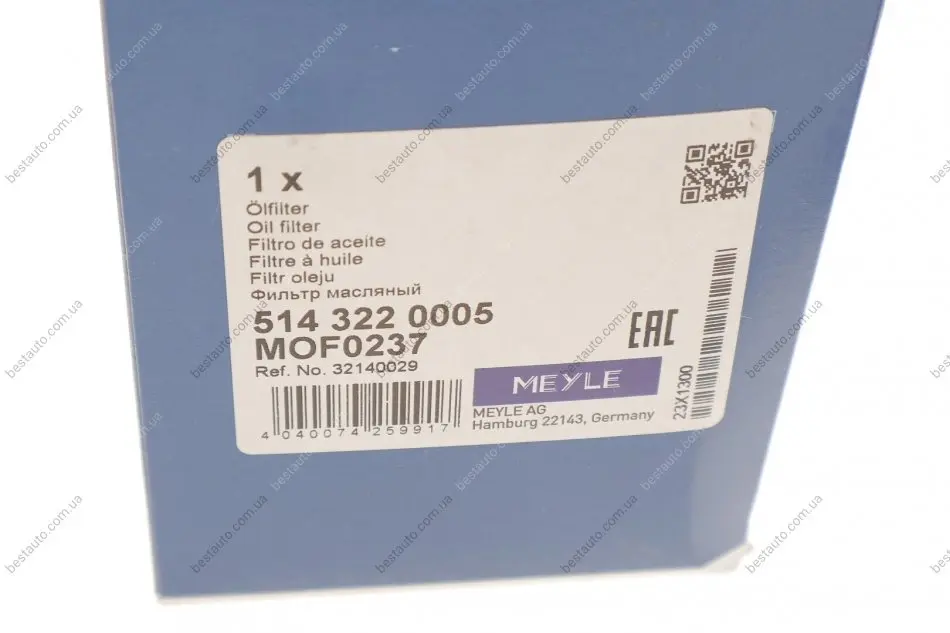 1 x
Ölfilter
Oil filter
Filtro de aceite
Filtre à huile
Filtr oleju
Фильтр масляный
514 322 0005
MOF0237
Ref. No. 32140029
4 040074 259917
EAC
MEYLE
MEYLE AG
Hamburg 22143, Germany
23X1300
bestauto.com.ua